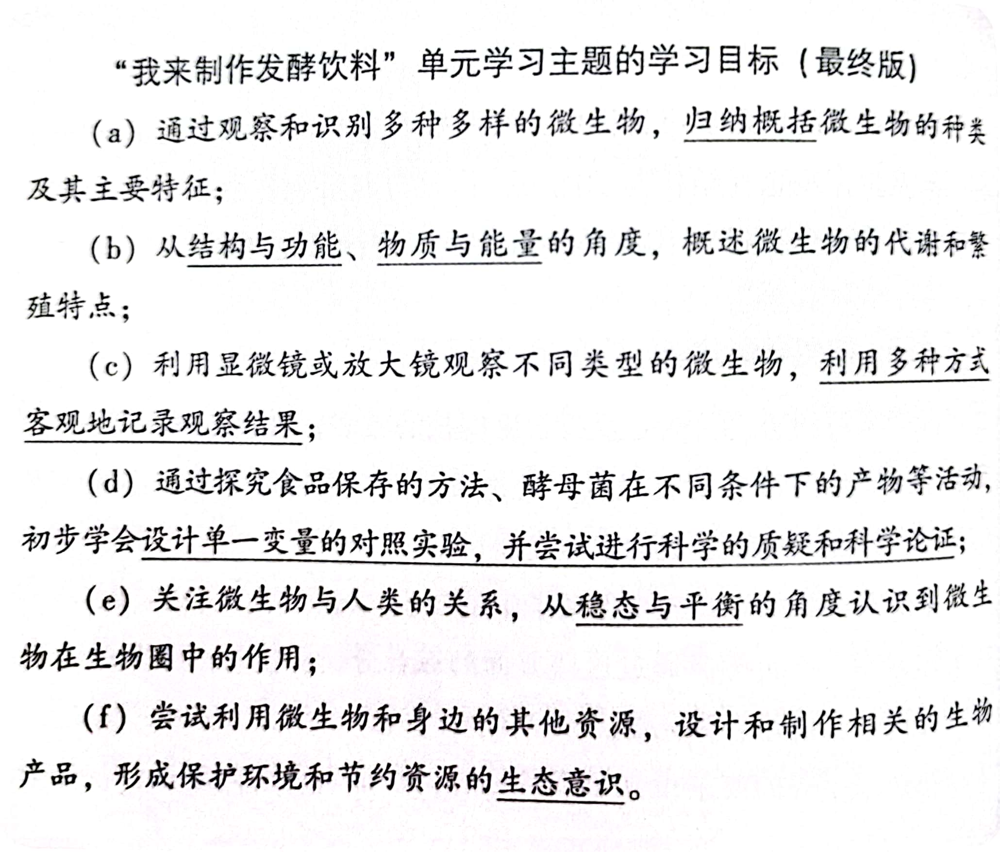 “我来制作发酵饮料” 单元学习主题的学习目标（最终版）
（a）通过观察和识别多种多样的微生物，归纳概括微生物的种类
及其主要特征；
（b）从结构与功能、物质与能量的角度，概述微生物的代谢和繁
殖特点；
（c）利用显微镜或放大镜观察不同类型的微生物，利用多种方式
客观地记录观察结果；
（d）通过探究食品保存的方法、酵母菌在不同条件下的产物等活动，
初步学会设计单一变量的对照实验，并尝试进行科学的质疑和科学论证；
（e）关注微生物与人类的关系，从稳态与平衡的角度认识到微生
物在生物圈中的作用；
（f）尝试利用微生物和身边的其他资源，设计和制作相关的生物
产品，形成保护环境和节约资源的生态意识。